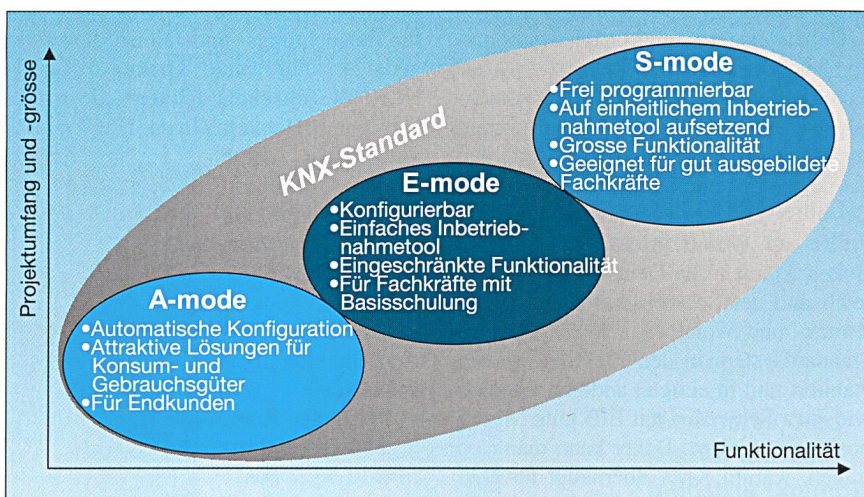 S-mode
•Frei programmierbar
•Auf einheitlichem Inbetrieb-
nahmetool aufsetzend
•Grosse Funktionalität
•Geeignet für gut ausgebildete
Fachkräfte
KNX-Standard
E-mode
•Konfigurierbar
•Einfaches Inbetrieb-
nahmetool
•Eingeschränkte Funktionalität
•Für Fachkräfte mit
Basisschulung
A-mode
•Automatische Konfiguration
•Attraktive Lösungen für
Konsum- und
Gebrauchsgüter
•Für Endkunden
Projektumfang und -grösse
Funktionalität